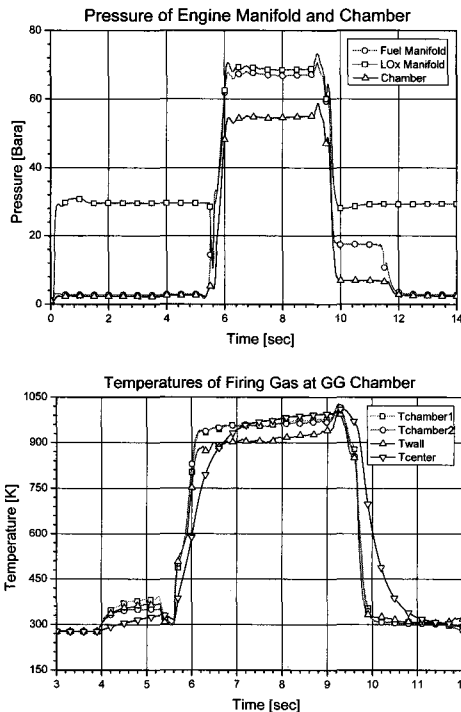 Pressure of Engine Manifold and Chamber
80
60
40
20
0
Pressure [Bara]
Fuel Manifold
LOx Manifold
Chamber
0 2 4 6 8 10 12 14
Time [sec]
Temperatures of Firing Gas at GG Chamber
1050
900
750
600
450
300
150
Temperature [K]
Tchamber1
Tchamber2
Twall
Tcenter
3 4 5 6 7 8 9 10 11 12
Time [sec]